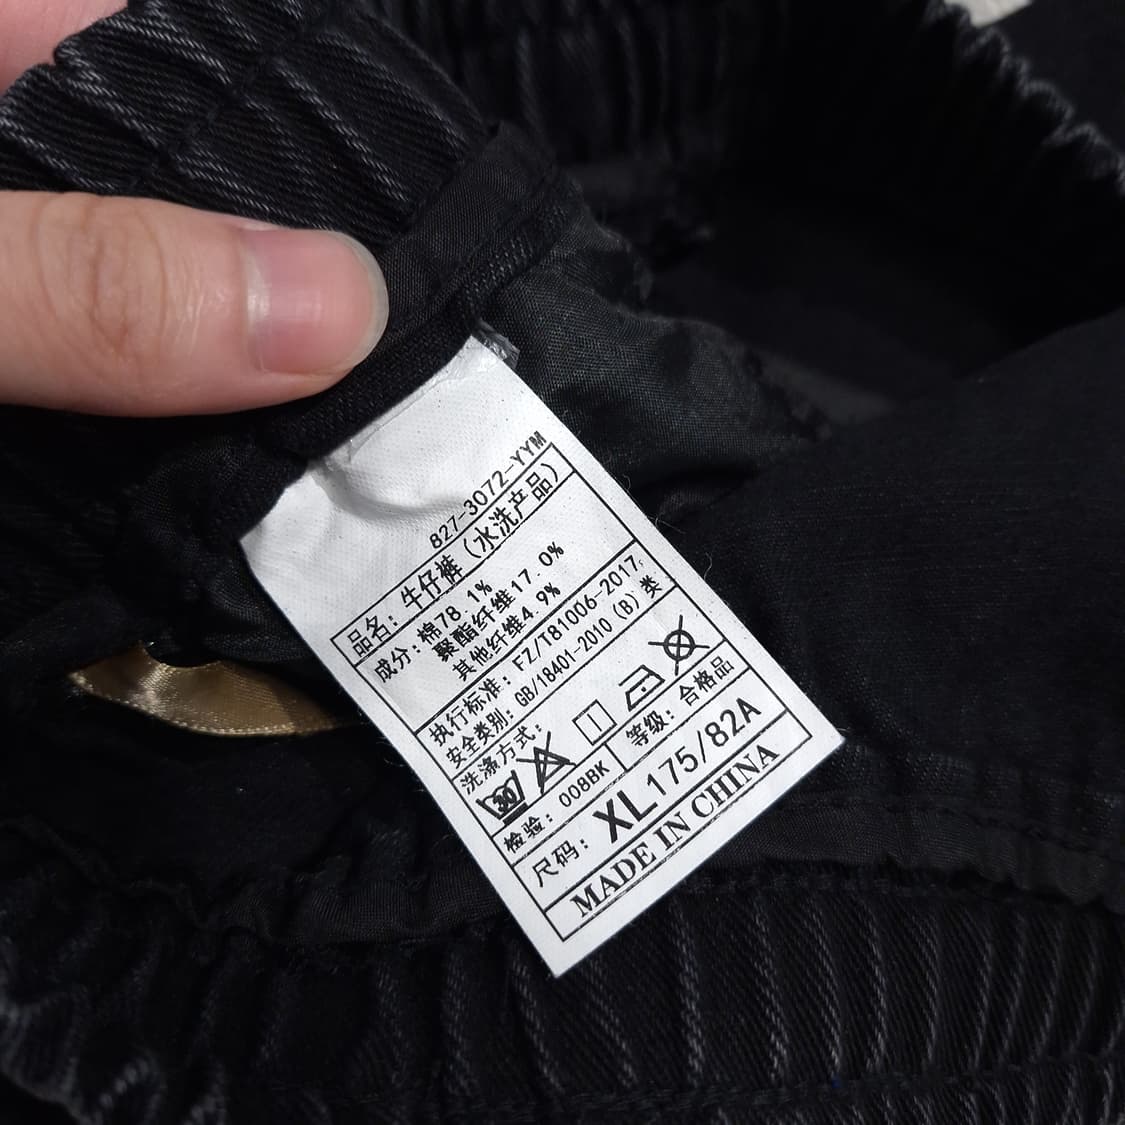 827-3072-YYM
品名：牛仔裤（水洗产品）
成分：棉78.1%
聚酯纤维17.0%
其他纤维4.9%
执行标准：FZ/T81006-2017
安全类别：GB/18401-2010（B）类
洗涤方式：
30
检验：008BK
等级：合格品
尺码：XL175/82A
MADE IN CHINA